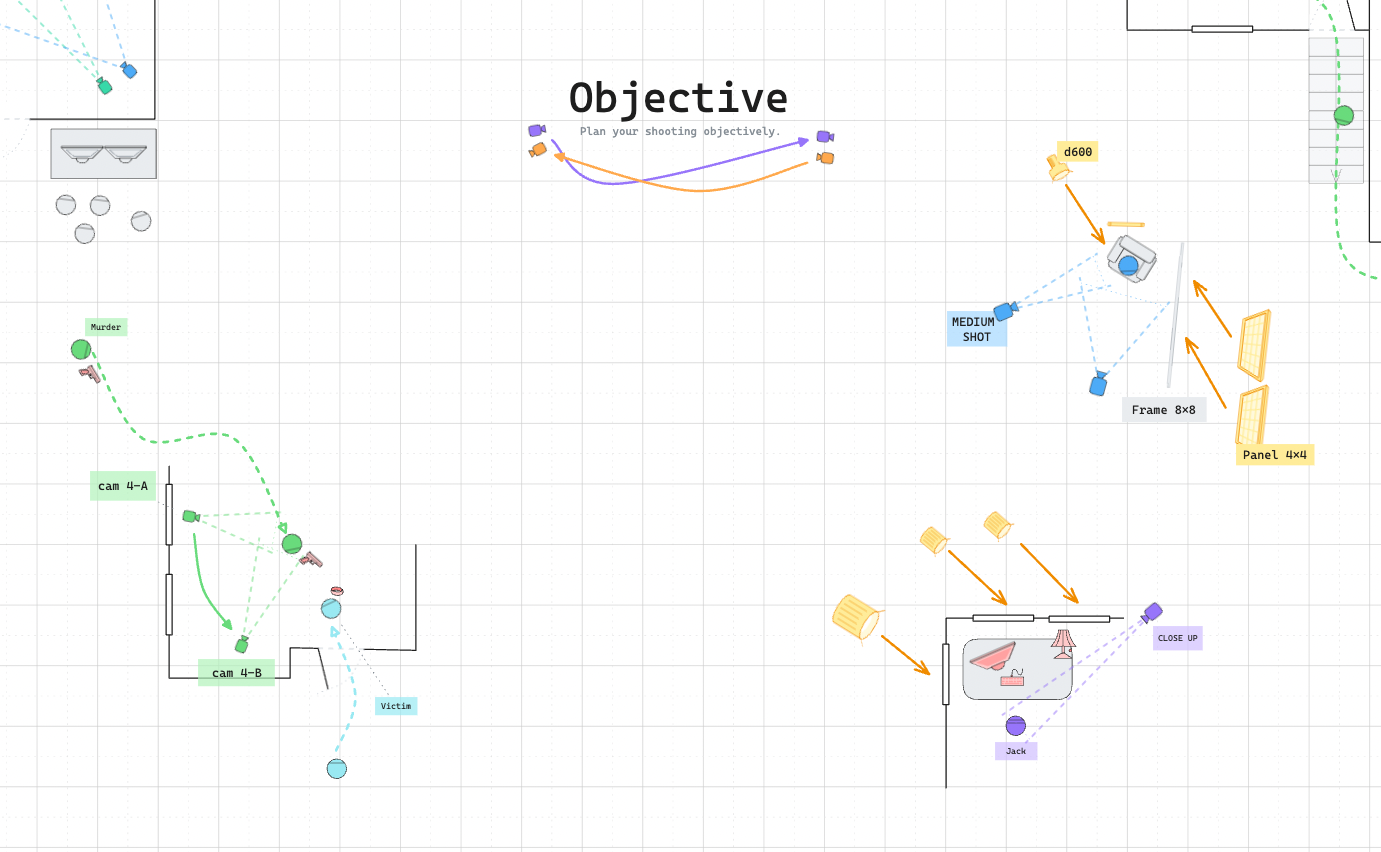 Objective
Plan your shooting objectively.
d600
MEDIUM
SHOT
Murder
Frame 8×8
Panel 4×4
cam 4-A
CLOSE UP
cam 4-B
Victim
Jack